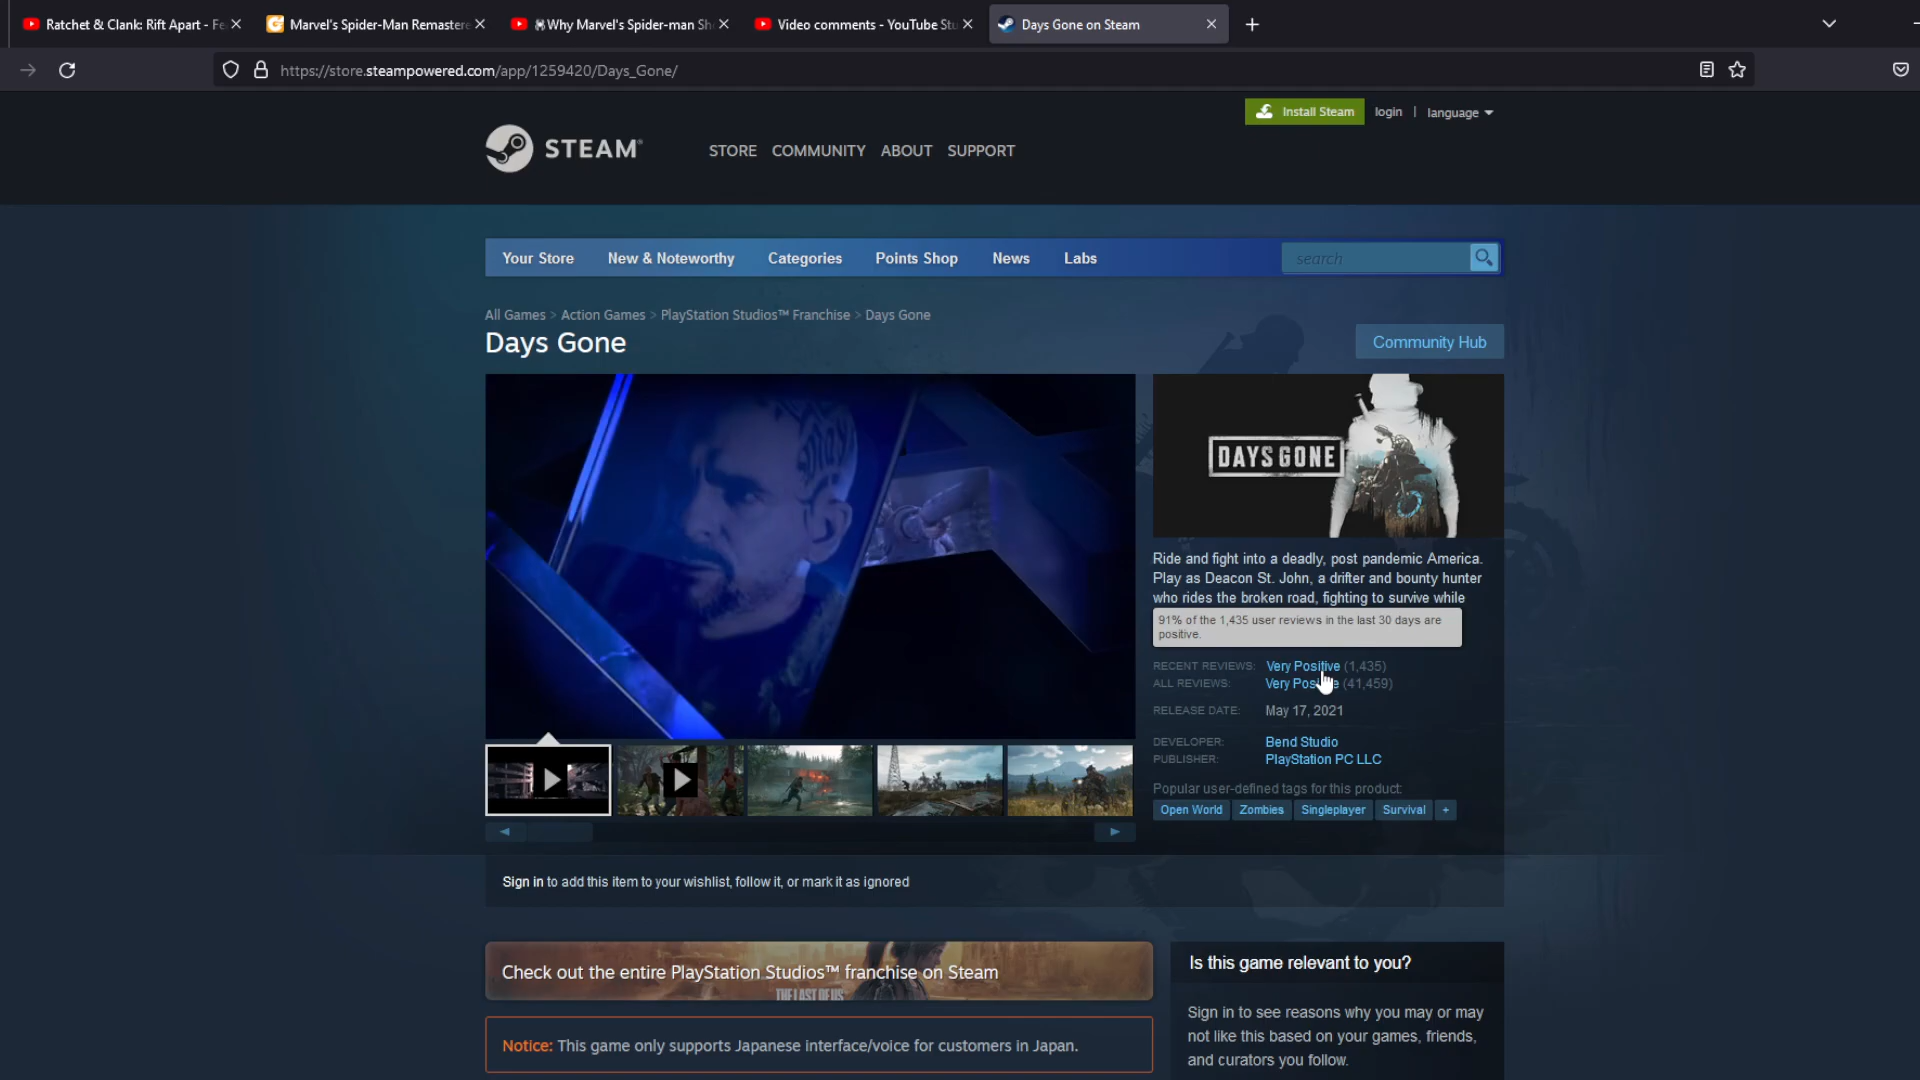 Ratchet & Clank: Rift Apart - Fe
Marvel's Spider-Man Remastere
🕷Why Marvel's Spider-man Sh
Video comments - YouTube Stu
Days Gone on Steam
https://store.steampowered.com/app/1259420/Days_Gone/
Install Steam
login | language
STEAM®
STORE COMMUNITY ABOUT SUPPORT
Your Store New & Noteworthy Categories Points Shop News Labs
search
All Games > Action Games > PlayStation Studios™ Franchise > Days Gone
Days Gone
Community Hub
DAYS GONE
Ride and fight into a deadly, post pandemic America.
Play as Deacon St. John, a drifter and bounty hunter
who rides the broken road, fighting to survive while
91% of the 1,435 user reviews in the last 30 days are
positive.
RECENT REVIEWS: Very Positive (1,435)
ALL REVIEWS: Very Positive (41,459)
RELEASE DATE: May 17, 2021
DEVELOPER: Bend Studio
PUBLISHER: PlayStation PC LLC
Popular user-defined tags for this product:
Open World Zombies Singleplayer Survival +
Sign in to add this item to your wishlist, follow it, or mark it as ignored
Check out the entire PlayStation Studios™ franchise on Steam
THE LAST OF US
Notice: This game only supports Japanese interface/voice for customers in Japan.
Is this game relevant to you?
Sign in to see reasons why you may or may
not like this based on your games, friends,
and curators you follow.